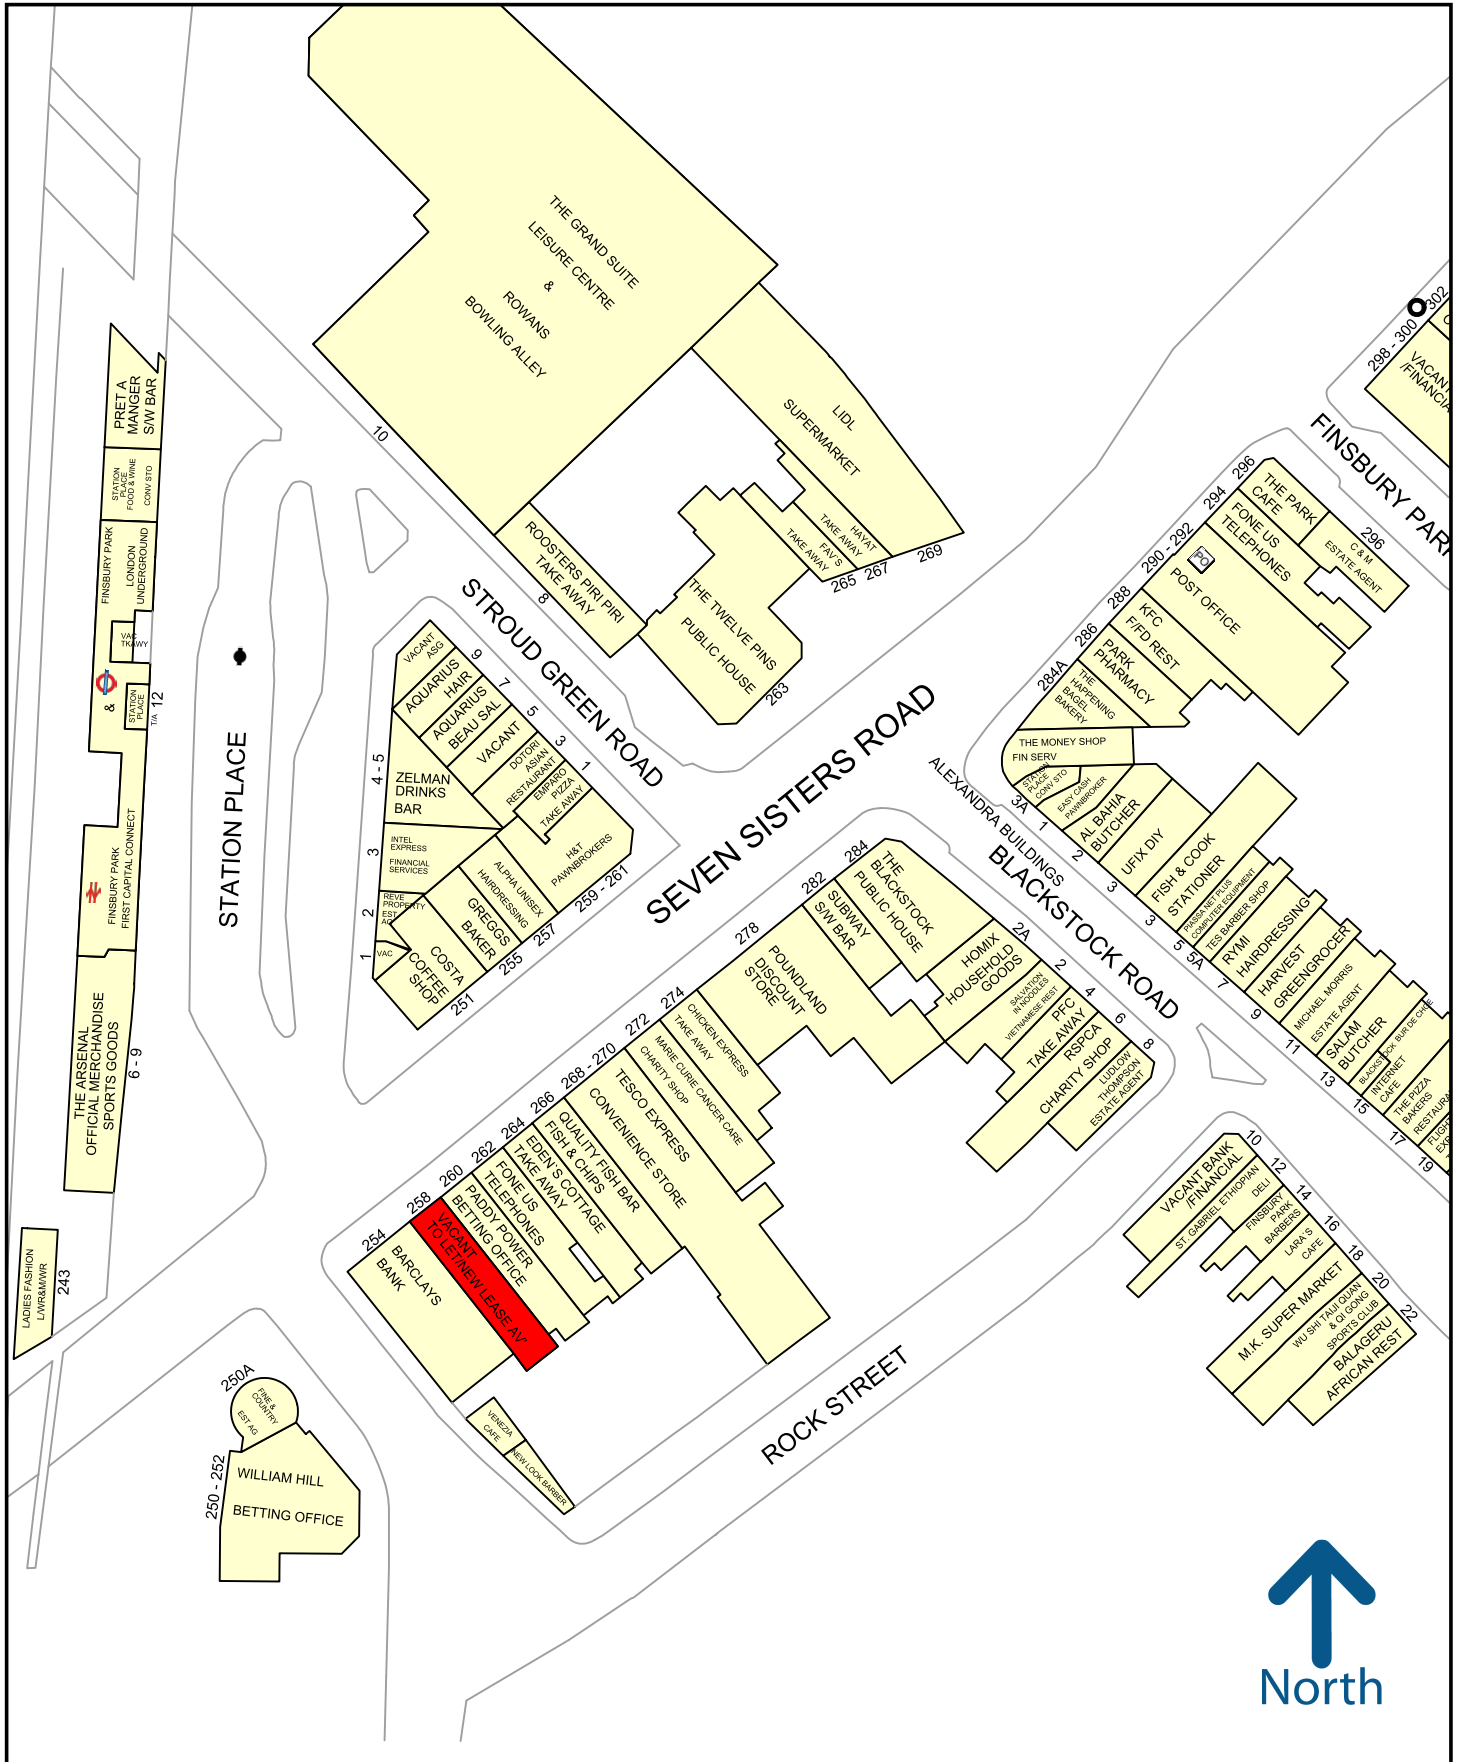 THE GRAND SUITE
LEISURE CENTRE
&
ROWANS
BOWLING ALLEY
10
LIDL
SUPERMARKET
HAYAT
TAKE AWAY
FAV'S
TAKE AWAY
265
267
269
ROOSTERS PIRI PIRI
TAKE AWAY
8
THE TWELVE PINS
PUBLIC HOUSE
263
PRET A
MANGER
S/W BAR
STATION
PLACE
FOOD & WINE
CONV STO
FINSBURY PARK
LONDON
UNDERGROUND
VAC
TKAWY
&
STATION
PLACE
T/A
12
FINSBURY PARK
FIRST CAPITAL CONNECT
THE ARSENAL
OFFICIAL MERCHANDISE
SPORTS GOODS
6 - 9
LADIES FASHION
L/WR&M/WR
243
STATION PLACE
STROUD GREEN ROAD
SEVEN SISTERS ROAD
VACANT
ASG
9
AQUARIUS
HAIR
7
AQUARIUS
BEAU SAL
5
VACANT
3
DOTORI
ASIAN
RESTAURANT
1
EMPARO
PIZZA
TAKE AWAY
4 - 5
ZELMAN
DRINKS
BAR
3
INTEL
EXPRESS
FINANCIAL
SERVICES
2
REVE
PROPERTY
EST
AG
1
VAC
COSTA
COFFEE
SHOP
251
GREGGS
BAKER
255
ALPHA UNISEX
HAIRDRESSING
257
H&T
PAWNBROKERS
259 - 261
298 - 300
302
VACANT
/FINANCIA
FINSBURY PARK
296
THE PARK
CAFE
296
C & M
ESTATE AGENT
294
FONE US
TELEPHONES
290 - 292
PO
POST OFFICE
288
KFC
F/FD REST
286
PARK
PHARMACY
284A
THE
HAPPENING
BAGEL
BAKERY
THE MONEY SHOP
FIN SERV
STATION
PLACE
CONV STO
3A
EASY CASH
PAWNBROKER
1
AL BAHIA
BUTCHER
2
UFIX DIY
3
FISH & COOK
STATIONER
3
PIASSA NET PLUS
COMPUTER EQUIPMENT
5
TES BARBER SHOP
5A
RYMI
HAIRDRESSING
7
HARVEST
GREENGROCER
9
MICHAEL MORRIS
ESTATE AGENT
11
SALAM
BUTCHER
13
BLACKSTOCK
INTERNET
CAFE
15
THE PIZZA
BAKERS
RESTAURA
17
FLIGH
EXP
19
ALEXANDRA BUILDINGS
BLACKSTOCK ROAD
284
THE
BLACKSTOCK
PUBLIC HOUSE
282
SUBWAY
S/W BAR
278
POUNDLAND
DISCOUNT
STORE
274
CHICKEN EXPRESS
TAKE AWAY
272
MARIE CURIE CANCER CARE
CHARITY SHOP
268 - 270
TESCO EXPRESS
CONVENIENCE STORE
266
QUALITY FISH BAR
FISH & CHIPS
264
EDEN'S COTTAGE
TAKE AWAY
262
FONE US
TELEPHONES
260
PADDY POWER
BETTING OFFICE
258
VACANT
TO LET/NEW LEASE AV'
254
BARCLAYS
BANK
2A
HOMIX
HOUSEHOLD
GOODS
2
SALVATION
IN NOODLES
VIETNAMESE REST
4
PFC
TAKE AWAY
6
RSPCA
CHARITY SHOP
8
LUDLOW
THOMPSON
ESTATE AGENT
10
VACANT BANK
/FINANCIAL
12
ST. GABRIEL ETHIOPIAN
DELI
14
FINSBURY
PARK
BARBERS
16
LARA'S
CAFE
18
M.K. SUPER MARKET
20
WU SHI TAIJI QUAN
& QI GONG
SPORTS CLUB
22
BALAGERU
AFRICAN REST
VENEZIA
CAFE
NEW LOOK BARBER
ROCK STREET
250A
FINE &
COUNTRY
EST AG
250 - 252
WILLIAM HILL
BETTING OFFICE
North